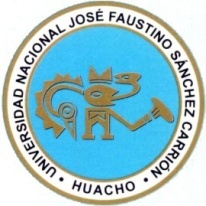 UNIVERSIDAD NACIONAL JOSÉ FAUSTINO SÁNCHEZ CARRIÓN
• HUACHO •